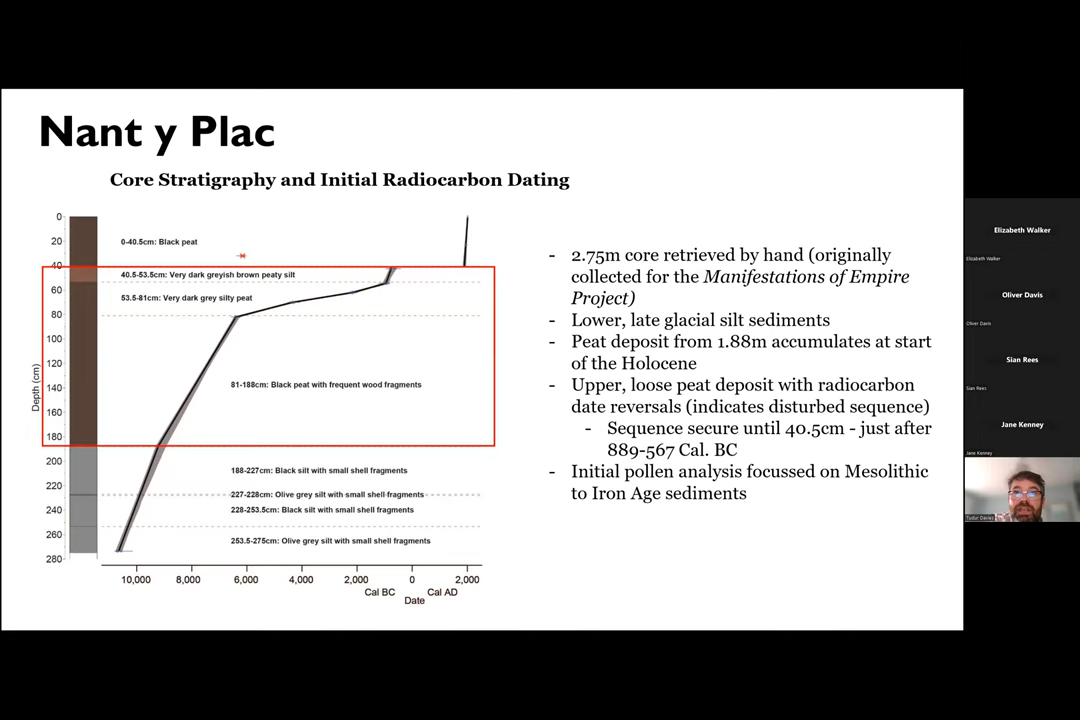 Nant y Plac
Core Stratigraphy and Initial Radiocarbon Dating
0
20
40
60
80
100
120
140
160
180
200
220
240
260
280
Depth (cm)
0-40.5cm: Black peat
40.5-53.5cm: Very dark greyish brown peaty silt
53.5-81cm: Very dark grey silty peat
81-188cm: Black peat with frequent wood fragments
188-227cm: Black silt with small shell fragments
227-228cm: Olive grey silt with small shell fragments
228-253.5cm: Black silt with small shell fragments
253.5-275cm: Olive grey silt with small shell fragments
10,000 8,000 6,000 4,000 2,000 0 2,000
Cal BC Cal AD
Date
- 2.75m core retrieved by hand (originally
collected for the Manifestations of Empire
Project)
- Lower, late glacial silt sediments
- Peat deposit from 1.88m accumulates at start
of the Holocene
- Upper, loose peat deposit with radiocarbon
date reversals (indicates disturbed sequence)
- Sequence secure until 40.5cm - just after
889-567 Cal. BC
- Initial pollen analysis focussed on Mesolithic
to Iron Age sediments
Elizabeth Walker
Elizabeth Walker
Oliver Davis
Oliver Davis
Sian Rees
Sian Rees
Jane Kenney
Jane Kenney
Tudur Davies